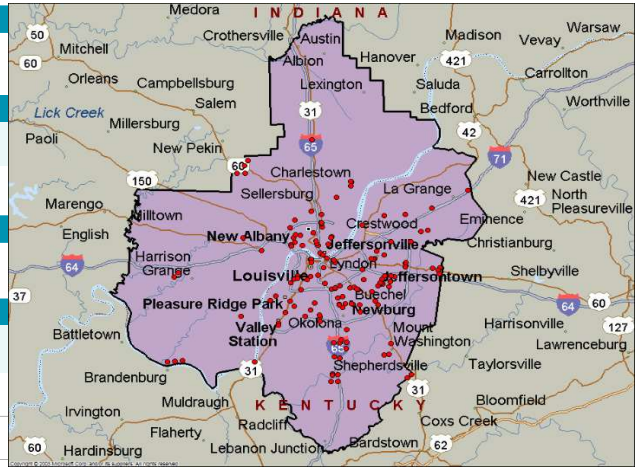 Medora
I N D I A N A
50
Crothersville
Austin
Madison
Vevay
Warsaw
Mitchell
60
Albion
Hanover
421
Carrollton
Orleans
Campbellsburg
Lexington
Saluda
Salem
Bedford
Worthville
Lick Creek
31
Millersburg
42
Paoli
65
New Pekin
71
60
Charlestown
New Castle
150
Sellersburg
La Grange
421
North
Pleasureville
Marengo
Milltown
Crestwood
Eminence
English
New Albany
Jeffersonville
Christianburg
Harrison
Grange
64
Louisville
Lyndon
Jeffersontown
Shelbyville
37
Pleasure Ridge Park
Buechel
64
60
Newburg
Valley
Station
Okolona
Mount
Washington
Harrisonville
127
Battletown
65
Lawrenceburg
Shepherdsville
Taylorsville
Brandenburg
31
31
Muldraugh
K E N T U C K Y
Bloomfield
Irvington
Radcliff
Coxs Creek
Flaherty
60
Bardstown
62
Hardinsburg
Lebanon Junction